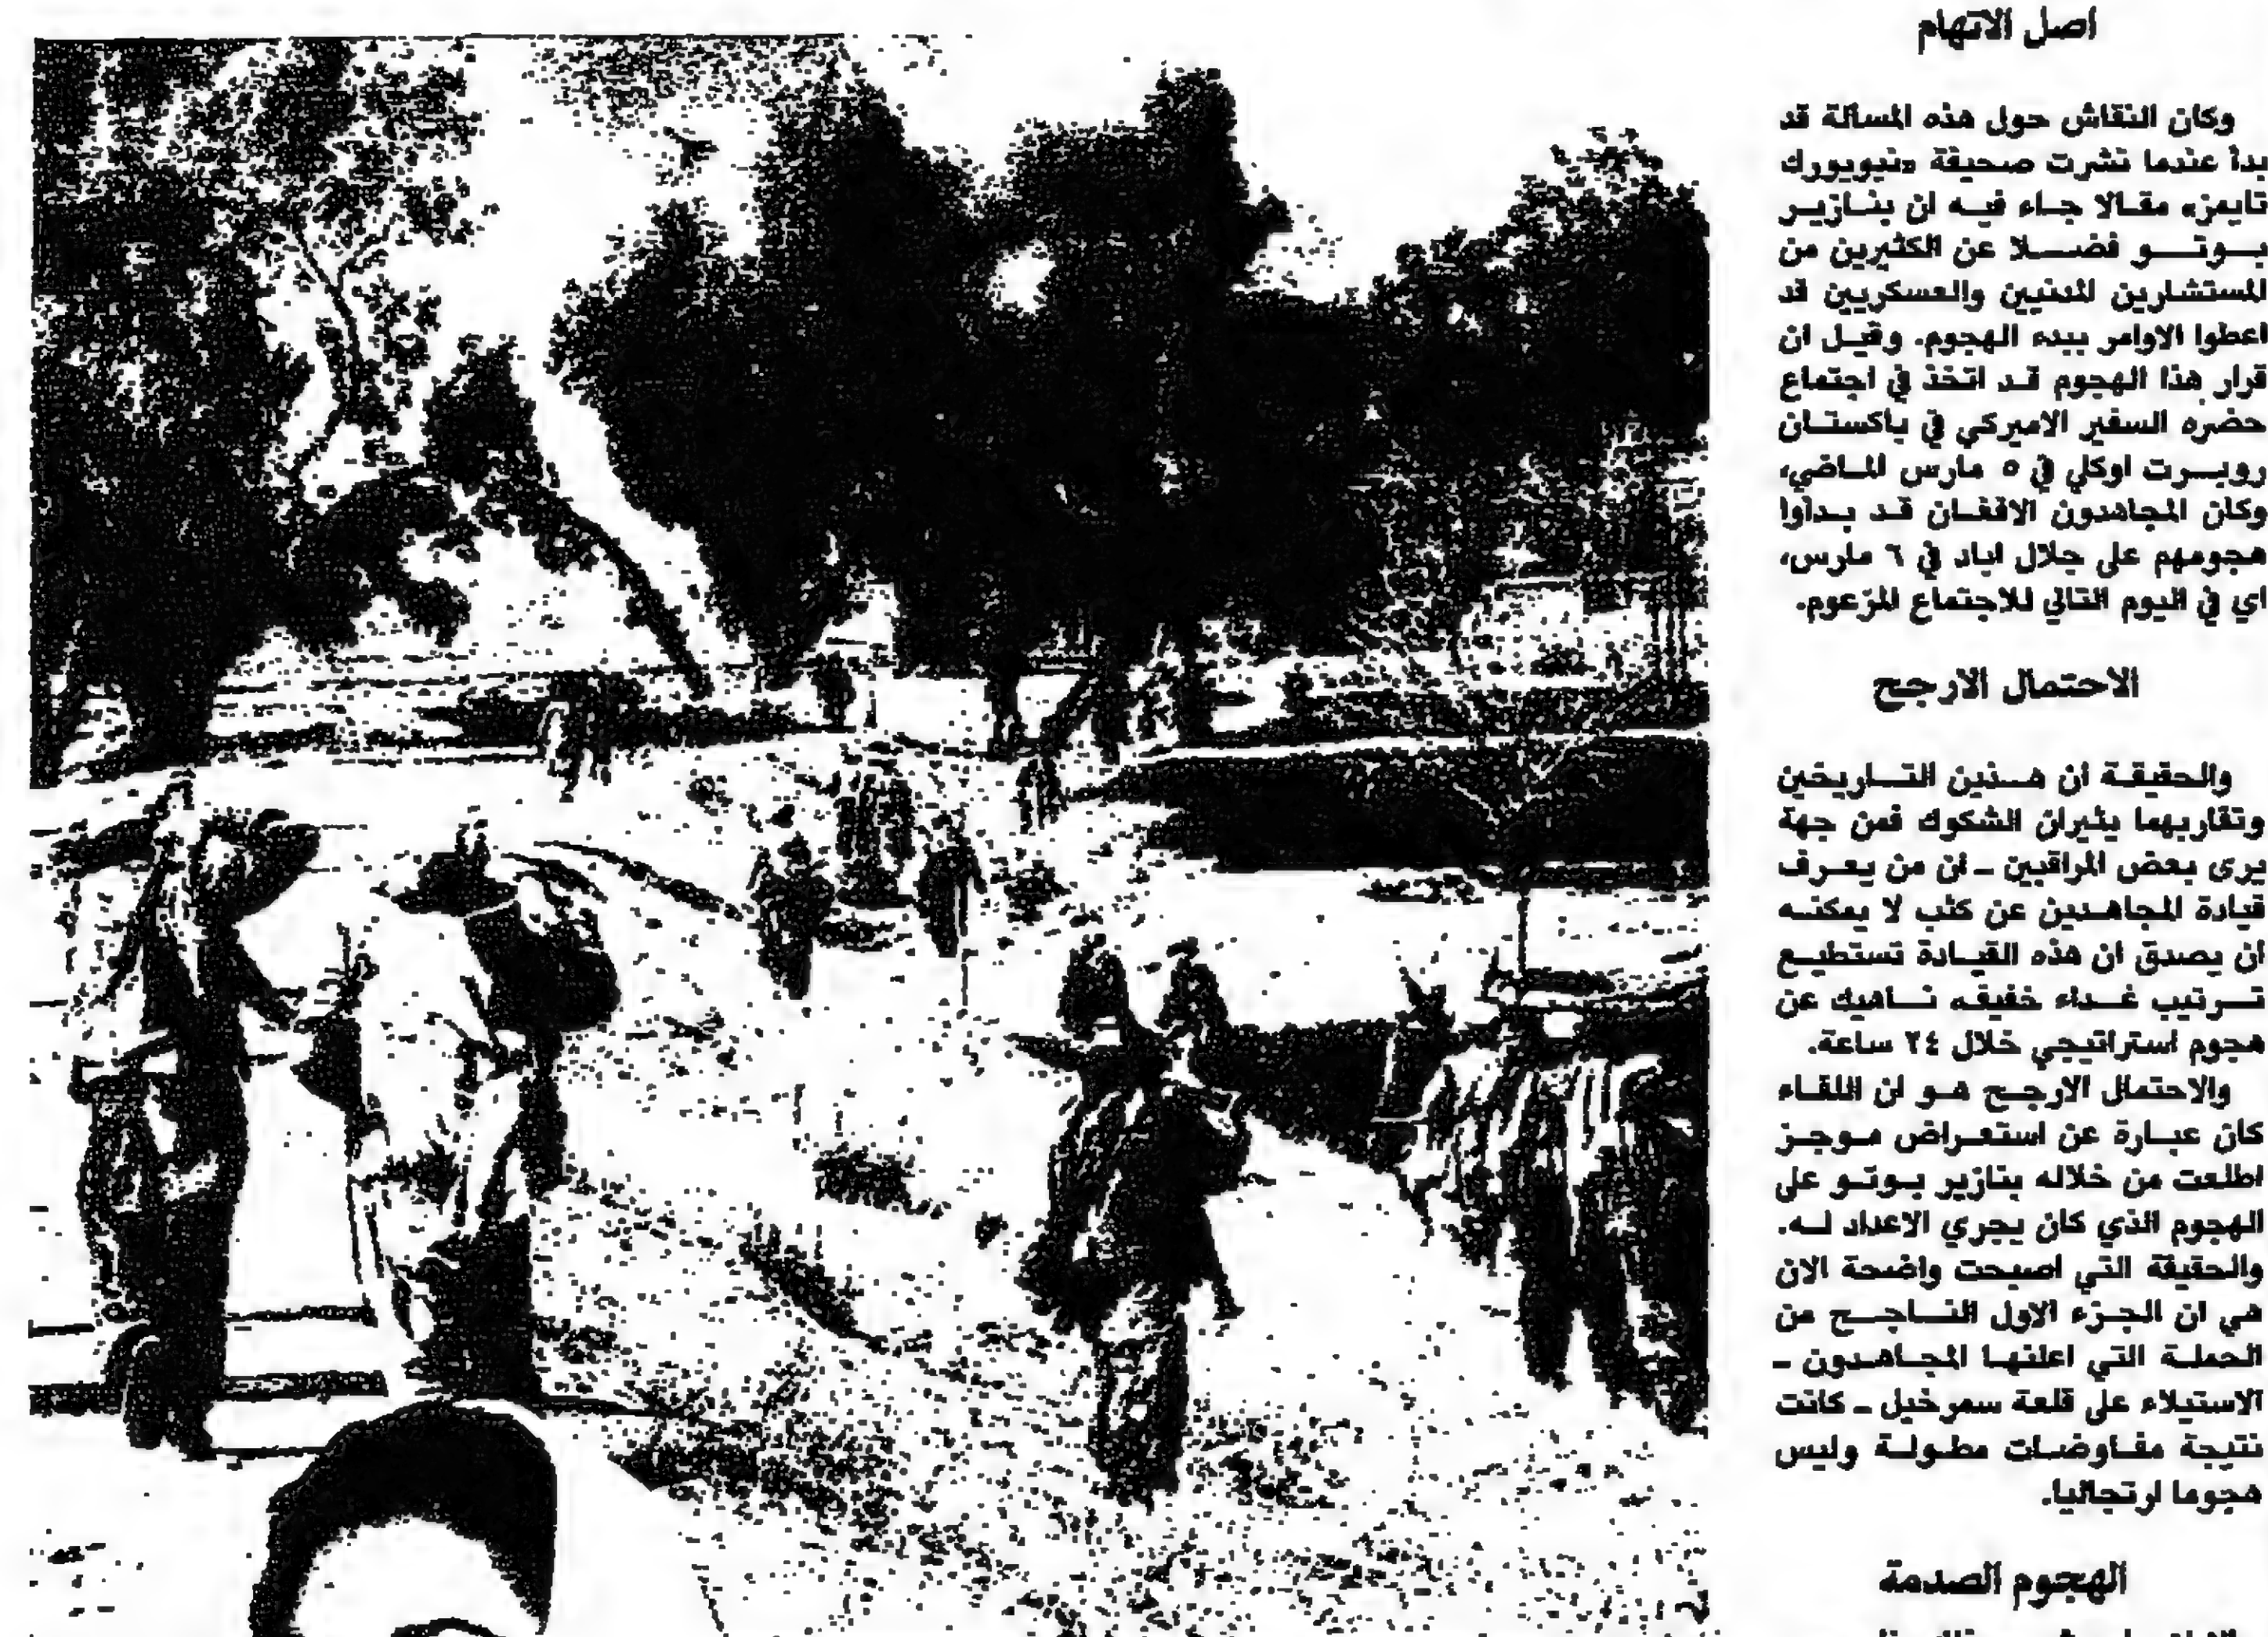 اصل الاتهام
وكان النقاش حول هذه المسألة قد
بدأ عندما نشرت صحيفة «نيويورك
تايمز» مقالا جاء فيه ان بنازير
بوتو فضلا عن الكثيرين من
المستشارين المدنيين والعسكريين قد
اعطوا الاوامر ببدء الهجوم. وقيل ان
قرار هذا الهجوم قد اتخذ في اجتماع
حضره السفير الاميركي في باكستان
روبرت اوكلي في ٥ مارس الماضي،
وكان المجاهدون الافغان قد بدأوا
هجومهم على جلال اباد في ٦ مارس،
اي في اليوم التالي للاجتماع المزعوم.
الاحتمال الارجح
والحقيقة ان هذين التاريخين
وتقاربهما يثيران الشكوك فمن جهة
يرى بعض المراقبين ـ ان من يعرف
قيادة المجاهدين عن كثب لا يمكنه
ان يصدق ان هذه القيادة تستطيع
ترتيب غداء خفيف ناهيك عن
هجوم استراتيجي خلال ٢٤ ساعة.
والاحتمال الارجح هو ان اللقاء
كان عبارة عن استعراض موجز
اطلعت من خلاله بنازير بوتو على
الهجوم الذي كان يجري الاعداد له.
والحقيقة التي اصبحت واضحة الان
هي ان الجزء الاول الناجح من
الحملة التي اعلنها المجاهدون ـ
الاستيلاء على قلعة سمرخيل ـ كانت
نتيجة مفاوضات مطولة وليس
هجوما ارتجاليا.
الهجوم الصدمة